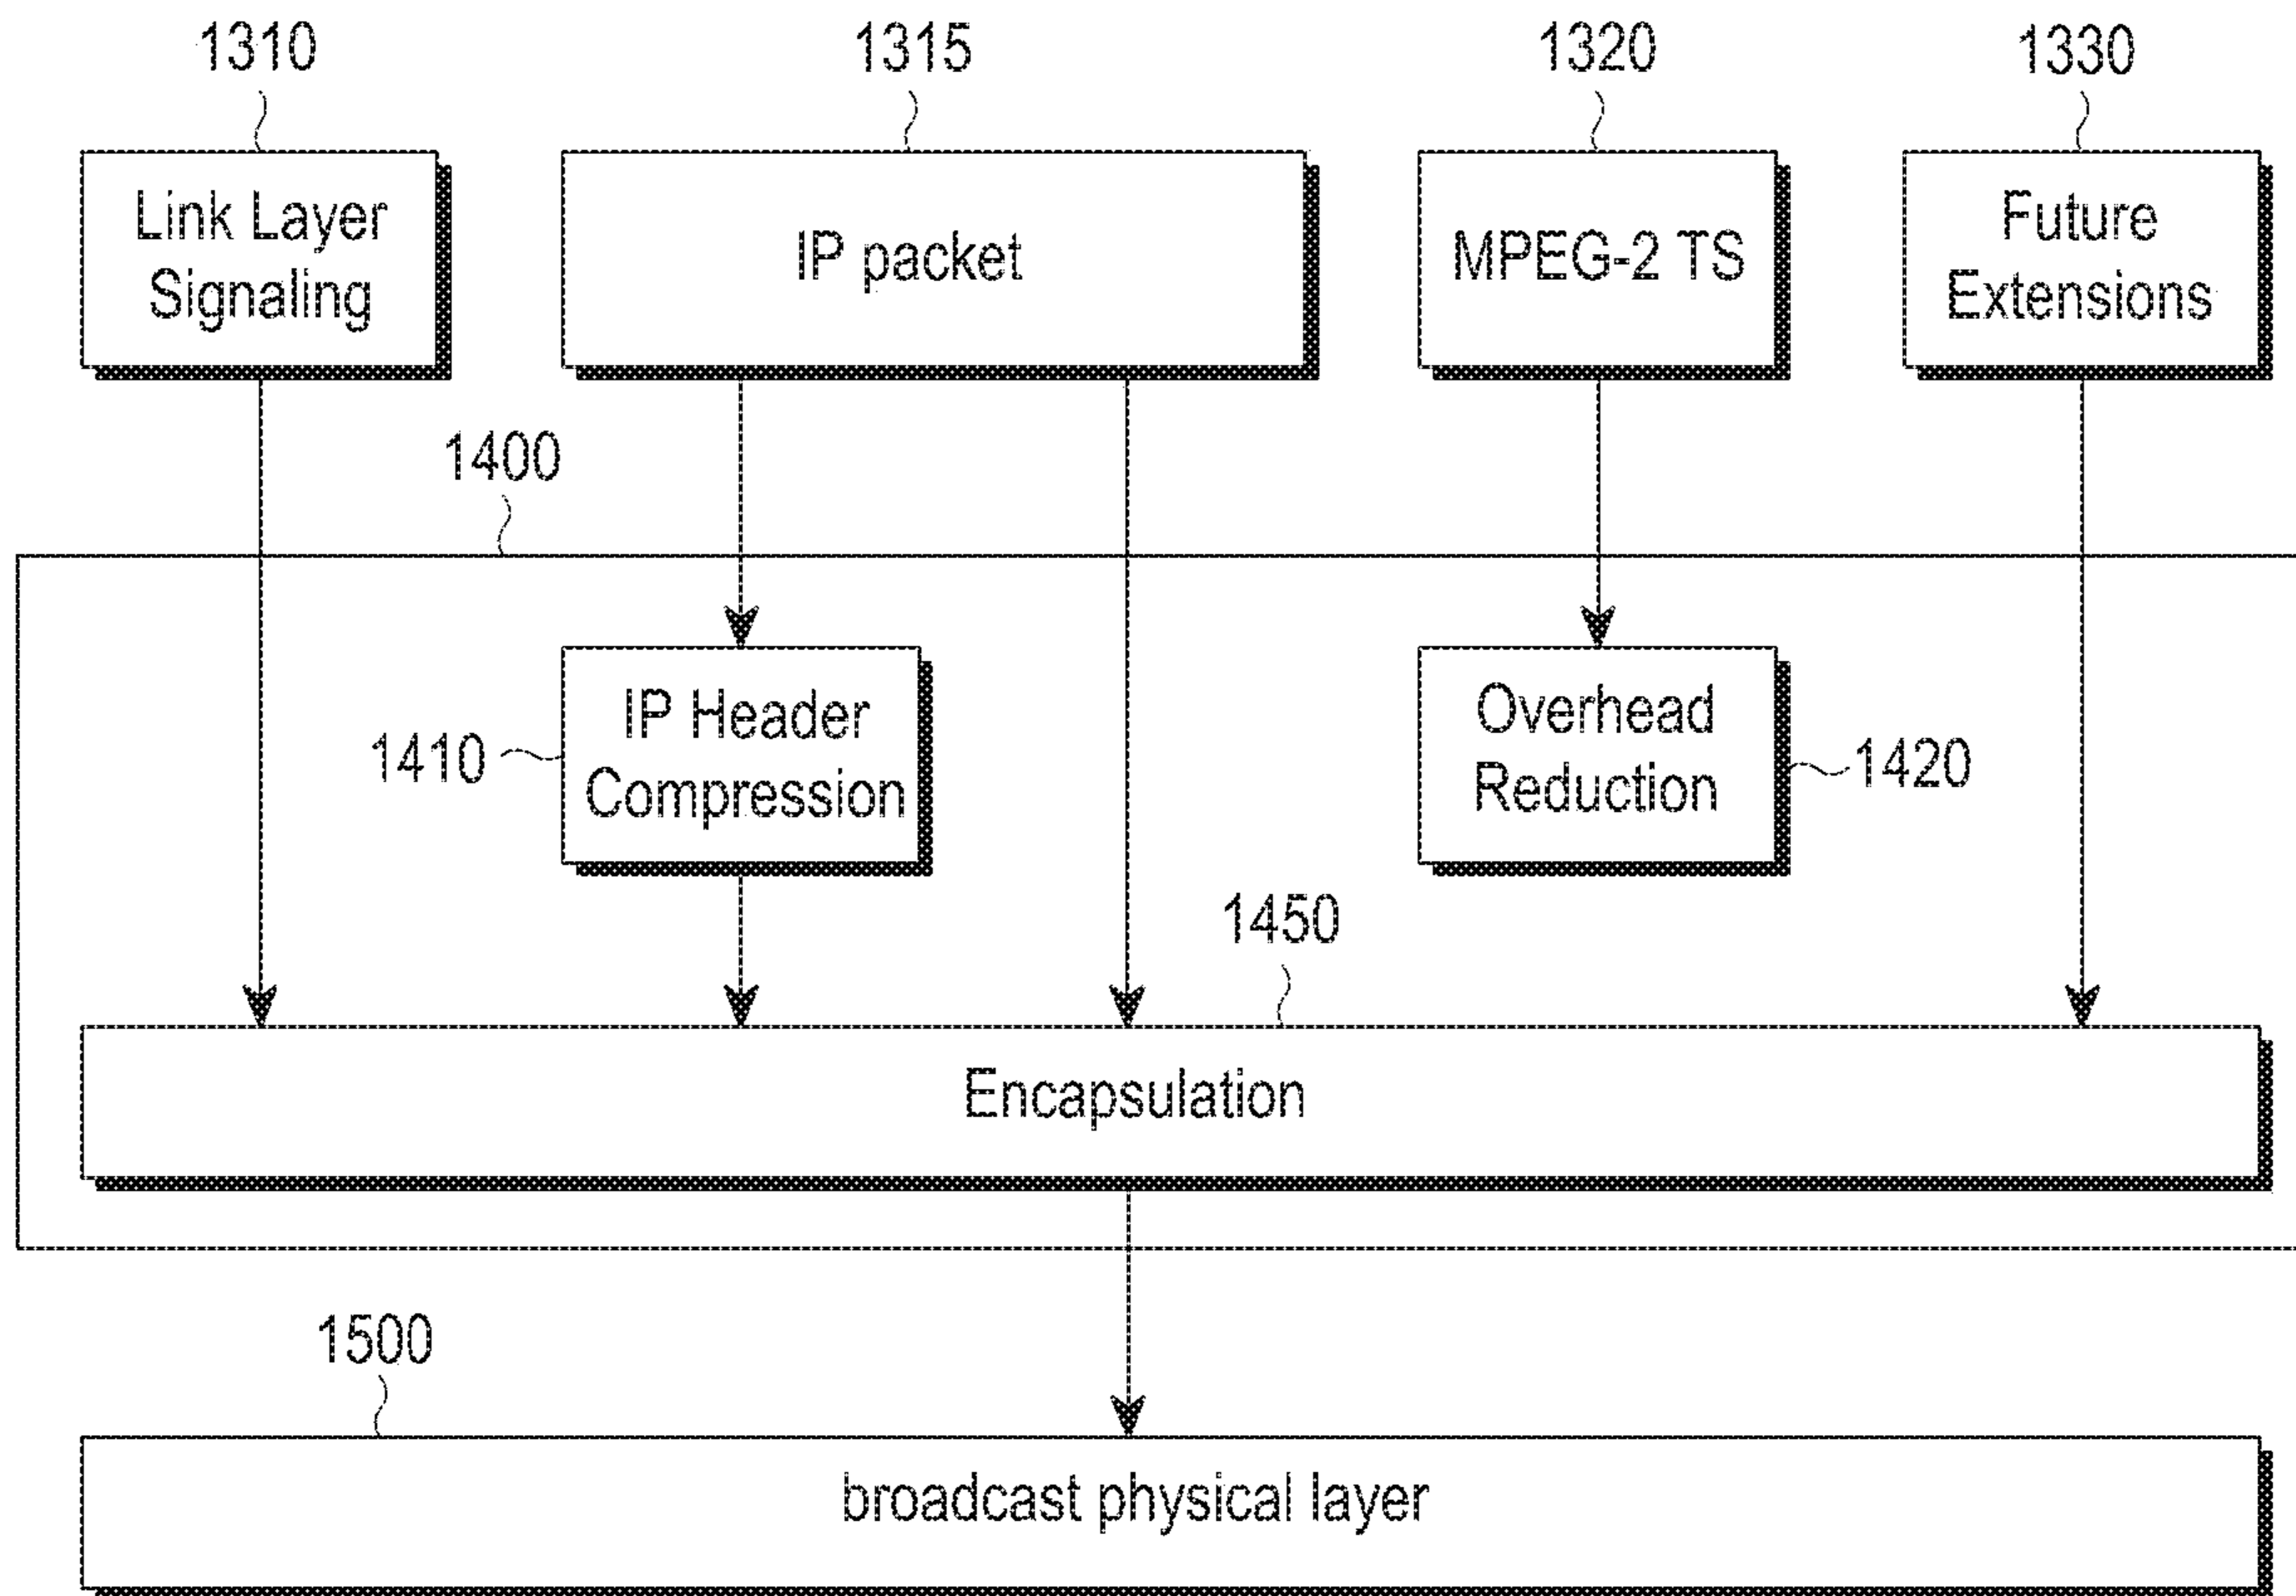 1310
1315
1320
1330
Link Layer
Signaling
IP packet
MPEG-2 TS
Future
Extensions
1400
IP Header
Compression
1410
Overhead
Reduction
1420
1450
Encapsulation
1500
broadcast physical layer